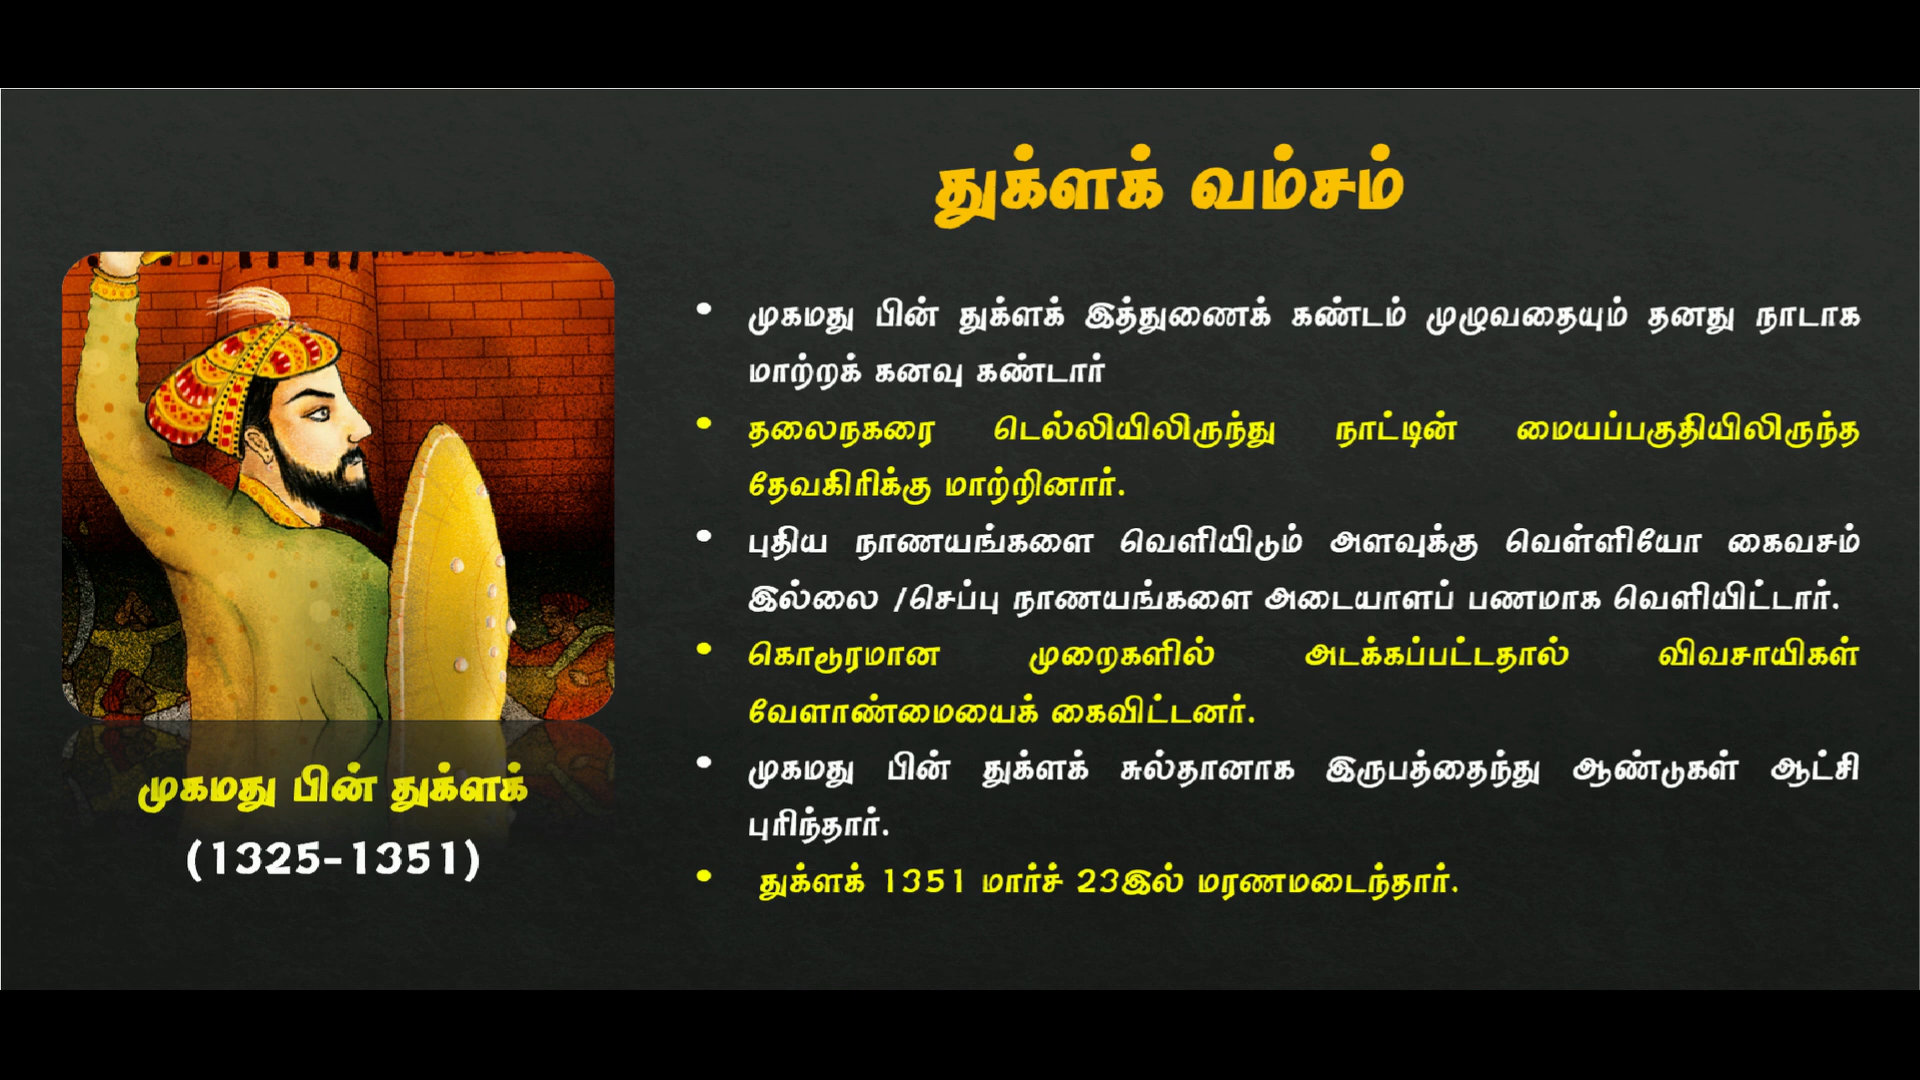 துக்ளக் வம்சம்
முகமது பின் துக்ளக் இத்துணைக் கண்டம் முழுவதையும் தனது நாடாக
மாற்றக் கனவு கண்டார்
தலைநகரை டெல்லியிலிருந்து நாட்டின் மையப்பகுதியிலிருந்த
தேவகிரிக்கு மாற்றினார்.
புதிய நாணயங்களை வெளியிடும் அளவுக்கு வெள்ளியோ கைவசம்
இல்லை /செப்பு நாணயங்களை அடையாளப் பணமாக வெளியிட்டார்.
கொடூரமான முறைகளில் அடக்கப்பட்டதால் விவசாயிகள்
வேளாண்மையைக் கைவிட்டனர்.
முகமது பின் துக்ளக் சுல்தானாக இருபத்தைந்து ஆண்டுகள் ஆட்சி
புரிந்தார்.
துக்ளக் 1351 மார்ச் 23இல் மரணமடைந்தார்.
முகமது பின் துக்ளக்
(1325-1351)